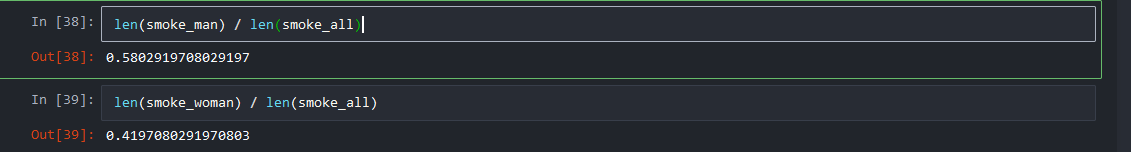 In [38]: len(smoke_man) / len(smoke_all)
Out[38]: 0.5802919708029197
In [39]: len(smoke_woman) / len(smoke_all)
Out[39]: 0.4197080291970803